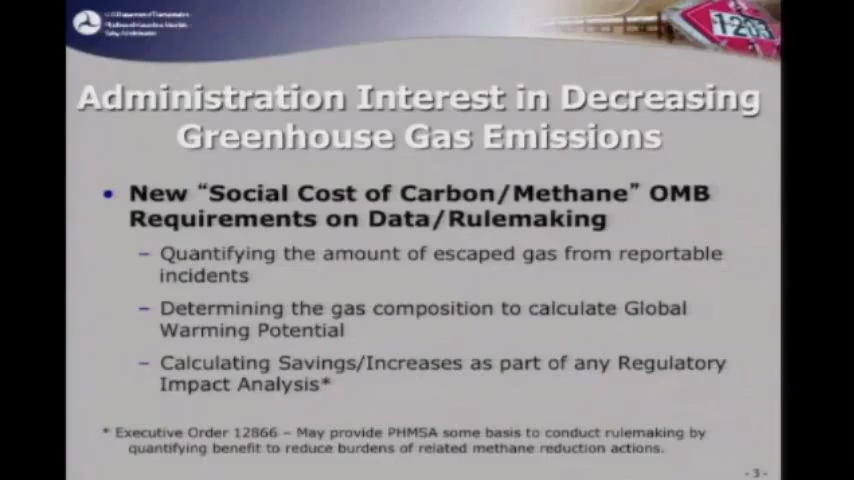 U.S. Department of Transportation
Administration Interest in Decreasing
Greenhouse Gas Emissions
• New “Social Cost of Carbon/Methane” OMB
Requirements on Data/Rulemaking
– Quantifying the amount of escaped gas from reportable
incidents
– Determining the gas composition to calculate Global
Warming Potential
– Calculating Savings/Increases as part of any Regulatory
Impact Analysis*
* Executive Order 12866 – May provide PHMSA some basis to conduct rulemaking by
quantifying benefit to reduce burdens of related methane reduction actions.
- 3 -